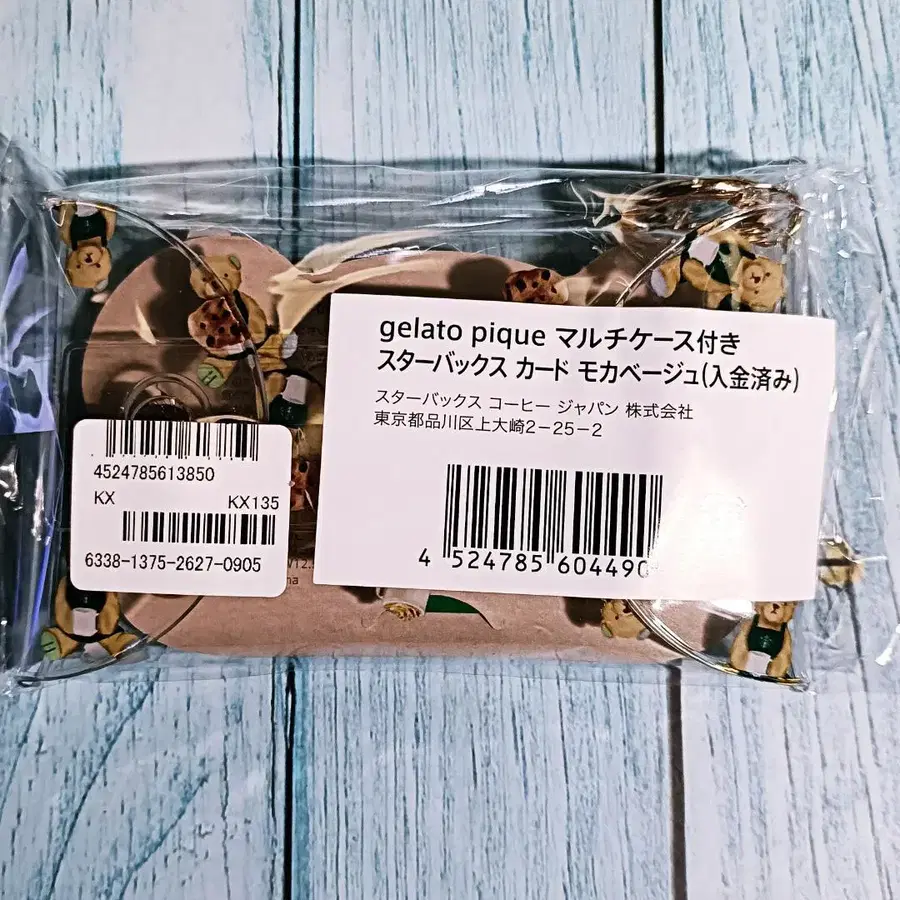 gelato pique マルチケース付き
スターバックス カード モカベージュ(入金済み)
スターバックス コーヒー ジャパン 株式会社
東京都品川区上大崎2-25-2
4 524785 604490
4524785613850
KX KX135
6338-1375-2627-0905